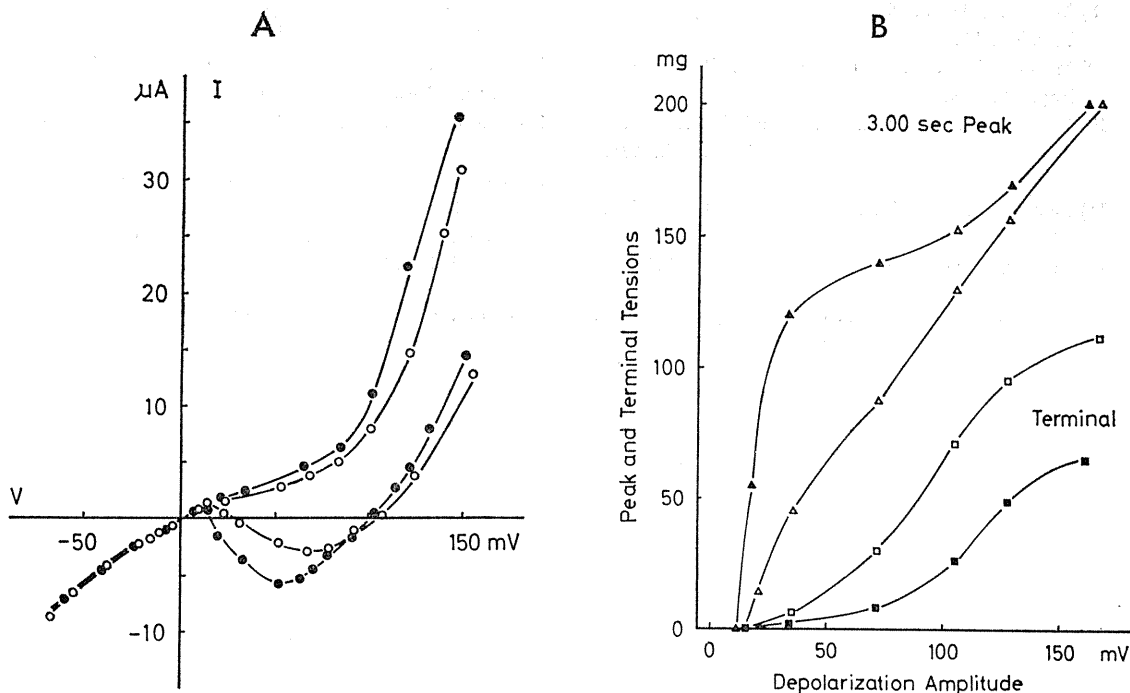 A
μA I
30
20
10
V
-50
150 mV
-10
B
mg
200
3.00 sec Peak
150
Peak and Terminal Tensions
100
Terminal
50
0
0 50 100 150 mV
Depolarization Amplitude